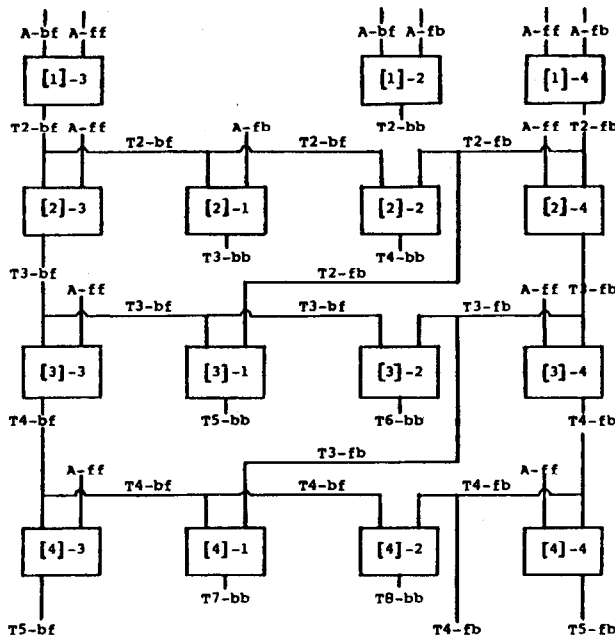 A-bf A-ff A-bf A-fb A-ff A-fb
[1]-3 [1]-2 [1]-4
T2-bf A-ff A-fb T2-bb A-ff T2-fb
T2-bf T2-bf T2-fb
[2]-3 [2]-1 [2]-2 [2]-4
T3-bb T4-bb
T3-bf T2-fb T3-fb
A-ff A-ff
T3-bf T3-bf T3-fb
[3]-3 [3]-1 [3]-2 [3]-4
T4-bf T5-bb T6-bb T4-fb
T3-fb
A-ff A-ff
T4-bf T4-bf T4-fb
[4]-3 [4]-1 [4]-2 [4]-4
T7-bb T8-bb
T5-bf T4-fb T5-fb